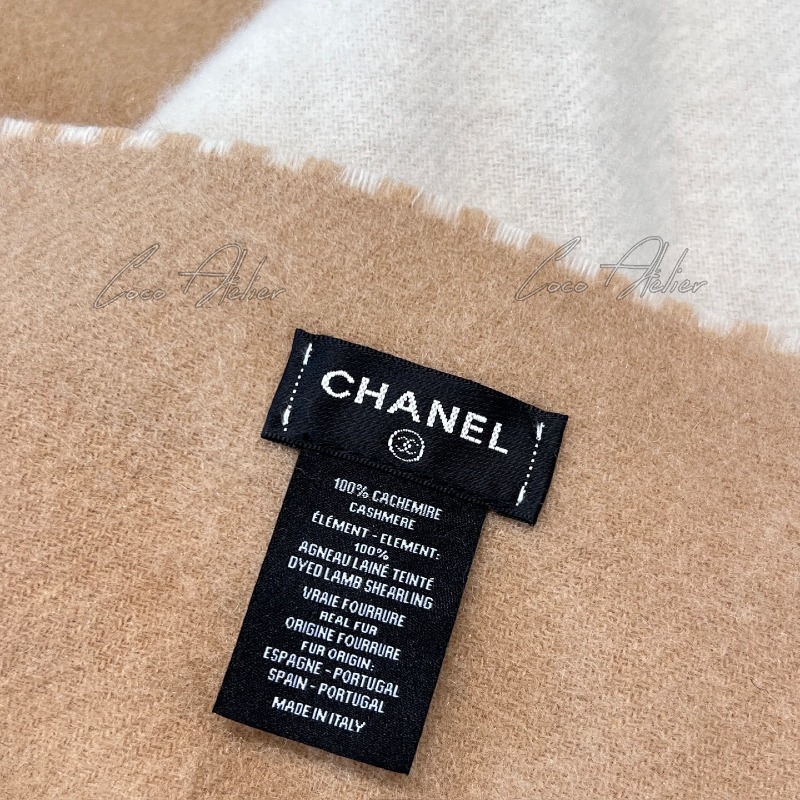 Coco Atelier
Coco Atelier
CHANEL
100% CACHEMIRE
CASHMERE
ÉLÉMENT - ELEMENT:
100%
AGNEAU LAINÉ TEINTÉ
DYED LAMB SHEARLING
VRAIE FOURRURE
REAL FUR
ORIGINE FOURRURE
FUR ORIGIN:
ESPAGNE - PORTUGAL
SPAIN - PORTUGAL
MADE IN ITALY